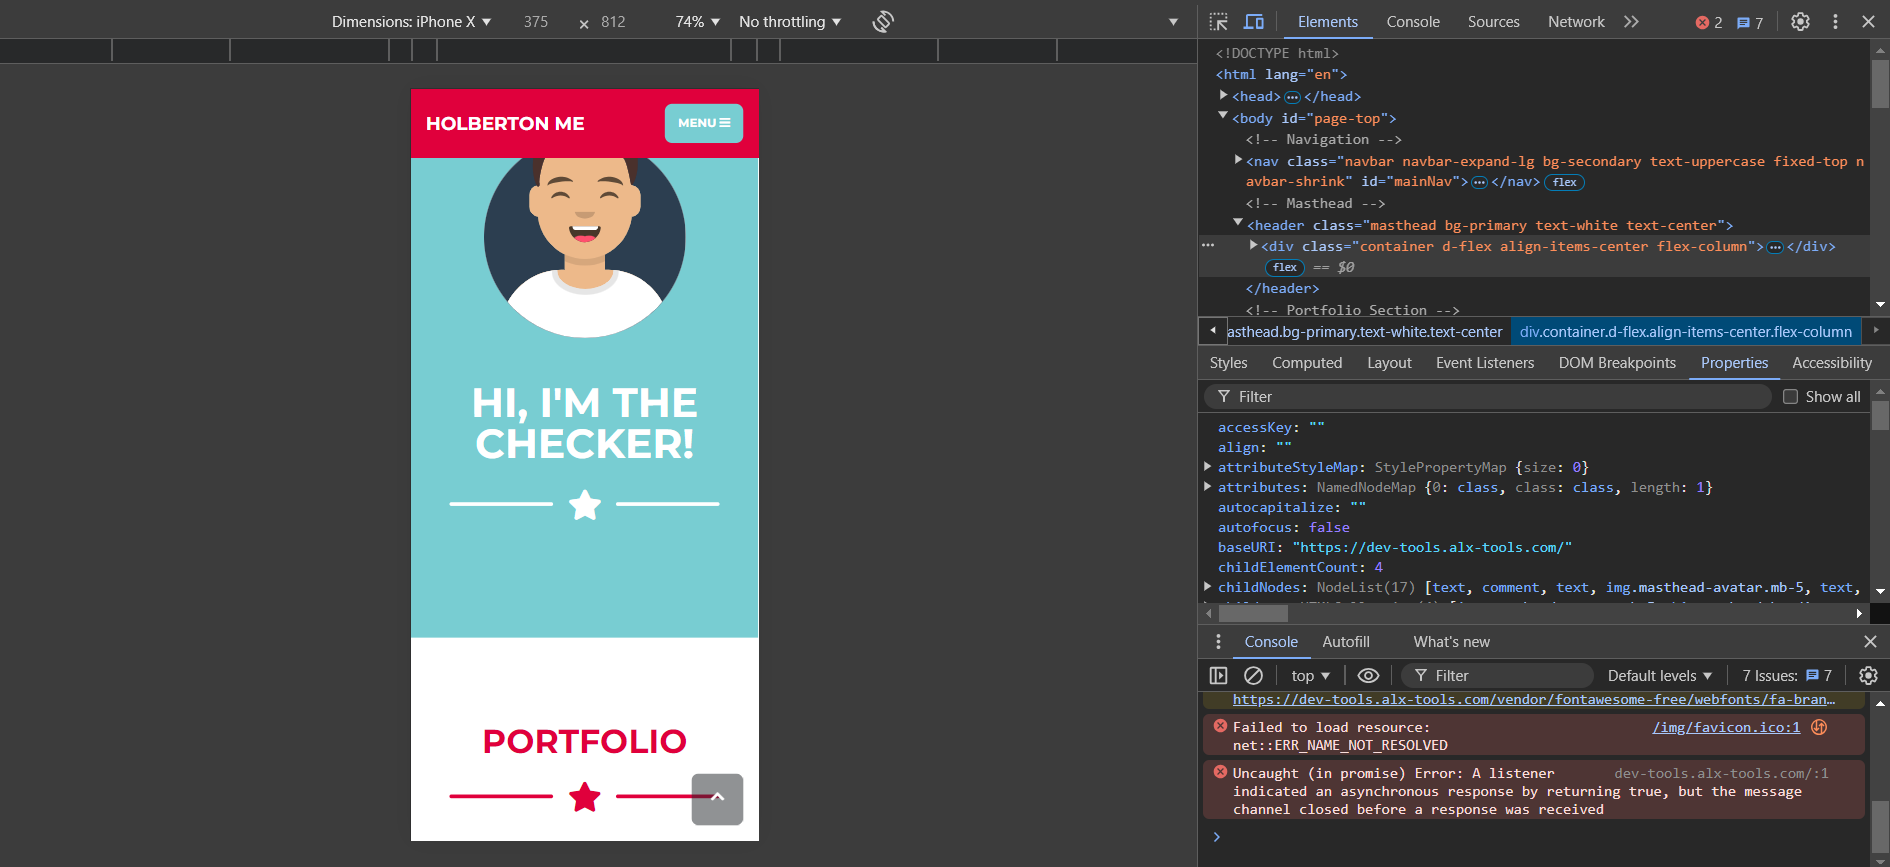 Dimensions: iPhone X 375 × 812 74% No throttling
HOLBERTON ME
MENU
HI, I'M THE
CHECKER!
PORTFOLIO
Elements Console Sources Network 2 7
<!DOCTYPE html>
<html lang="en">
<head> ••• </head>
<body id="page-top">
<!-- Navigation -->
<nav class="navbar navbar-expand-lg bg-secondary text-uppercase fixed-top n
avbar-shrink" id="mainNav"> ••• </nav> flex
<!-- Masthead -->
<header class="masthead bg-primary text-white text-center">
••• <div class="container d-flex align-items-center flex-column"> ••• </div>
flex == $0
</header>
<!-- Portfolio Section -->
asthead.bg-primary.text-white.text-center div.container.d-flex.align-items-center.flex-column
Styles Computed Layout Event Listeners DOM Breakpoints Properties Accessibility
Filter Show all
accessKey: ""
align: ""
attributeStyleMap: StylePropertyMap {size: 0}
attributes: NamedNodeMap {0: class, class: class, length: 1}
autocapitalize: ""
autofocus: false
baseURI: "https://dev-tools.alx-tools.com/"
childElementCount: 4
childNodes: NodeList(17) [text, comment, text, img.masthead-avatar.mb-5, text,
Console Autofill What's new
top Filter Default levels 7 Issues: 7
https://dev-tools.alx-tools.com/vendor/fontawesome-free/webfonts/fa-bran…
Failed to load resource: /img/favicon.ico:1
net::ERR_NAME_NOT_RESOLVED
Uncaught (in promise) Error: A listener dev-tools.alx-tools.com/:1
indicated an asynchronous response by returning true, but the message
channel closed before a response was received